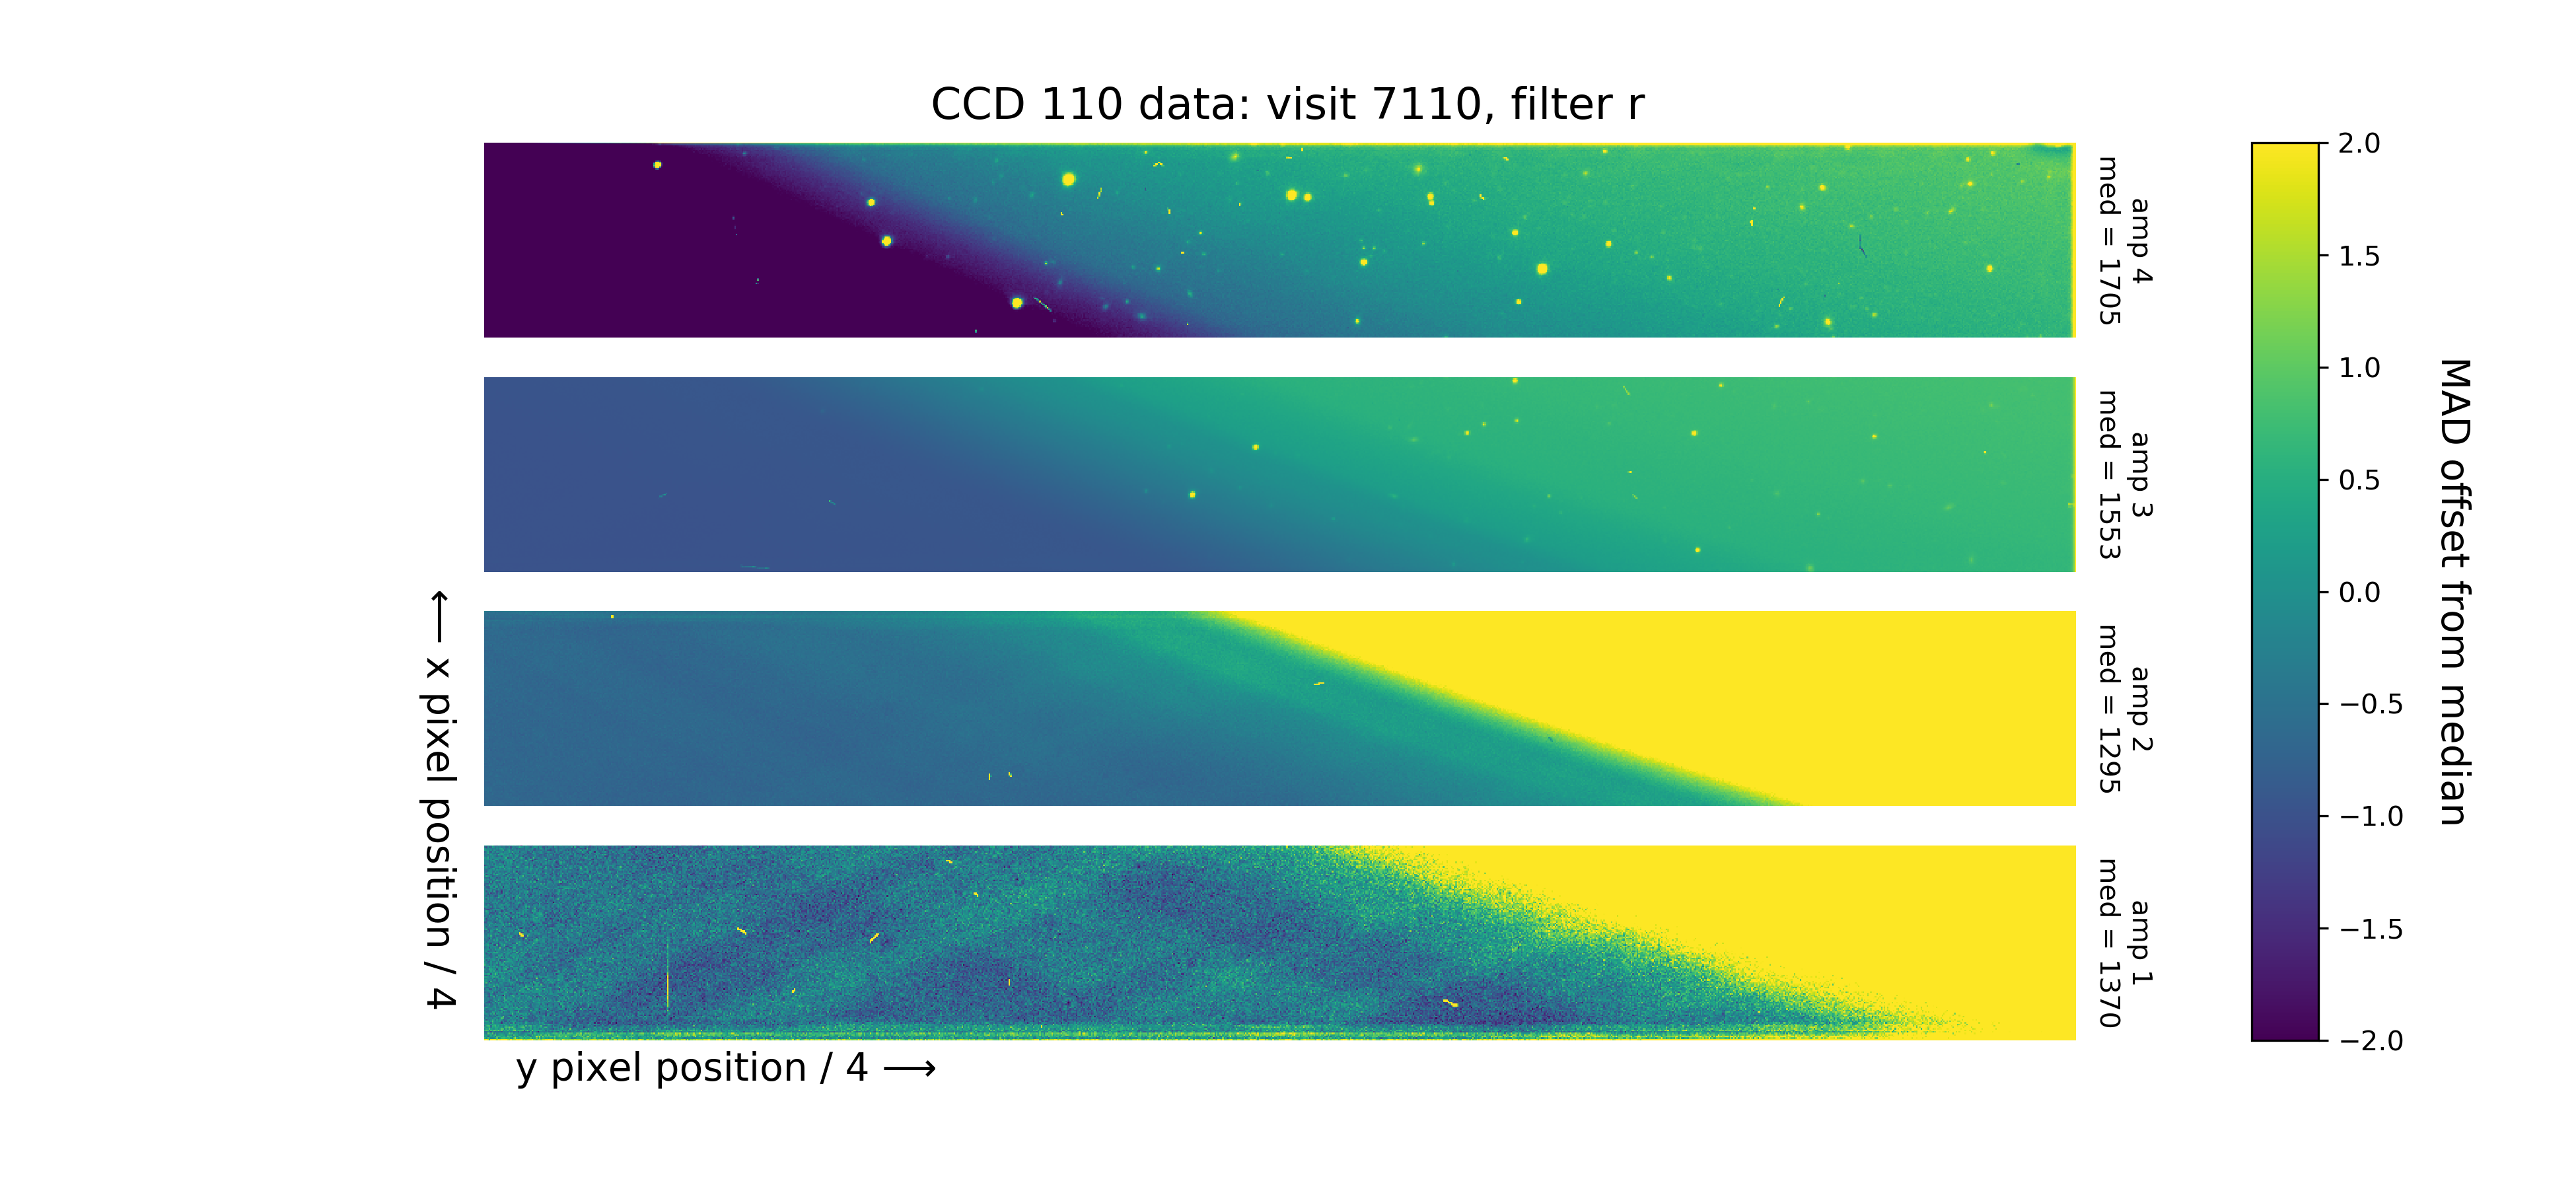 CCD 110 data: visit 7110, filter r
amp 4
med = 1705
amp 3
med = 1553
amp 2
med = 1295
amp 1
med = 1370
⟵ x pixel position / 4
y pixel position / 4 ⟶
2.0
1.5
1.0
0.5
0.0
−0.5
−1.0
−1.5
−2.0
MAD offset from median